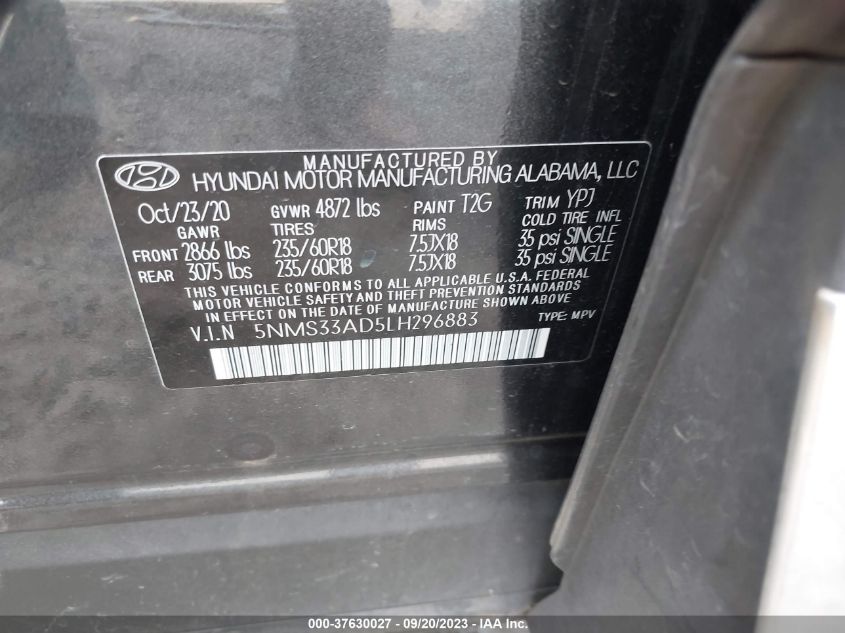 MANUFACTURED BY
HYUNDAI MOTOR MANUFACTURING ALABAMA, LLC
Oct/23/20 GVWR 4872 lbs PAINT T2G TRIM YPJ
GAWR TIRES RIMS COLD TIRE INFL
FRONT 2866 lbs 235/60R18 7.5JX18 35 psi SINGLE
REAR 3075 lbs 235/60R18 7.5JX18 35 psi SINGLE
THIS VEHICLE CONFORMS TO ALL APPLICABLE U.S.A. FEDERAL
MOTOR VEHICLE SAFETY AND THEFT PREVENTION STANDARDS
IN EFFECT ON THE DATE OF MANUFACTURE SHOWN ABOVE
V.I.N 5NMS33AD5LH296883 TYPE: MPV
000-37630027 - 09/20/2023 - IAA Inc.